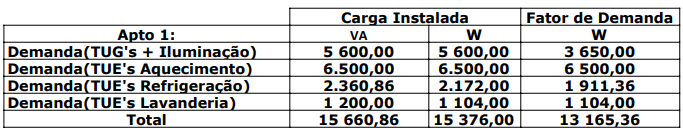 Carga Instalada Fator de Demanda
Apto 1: VA W W
Demanda(TUG's + Iluminação) 5 600,00 5 600,00 3 650,00
Demanda(TUE's Aquecimento) 6.500,00 6.500,00 6 500,00
Demanda(TUE's Refrigeração) 2.360,86 2.172,00 1 911,36
Demanda(TUE's Lavanderia) 1 200,00 1 104,00 1 104,00
Total 15 660,86 15 376,00 13 165,36